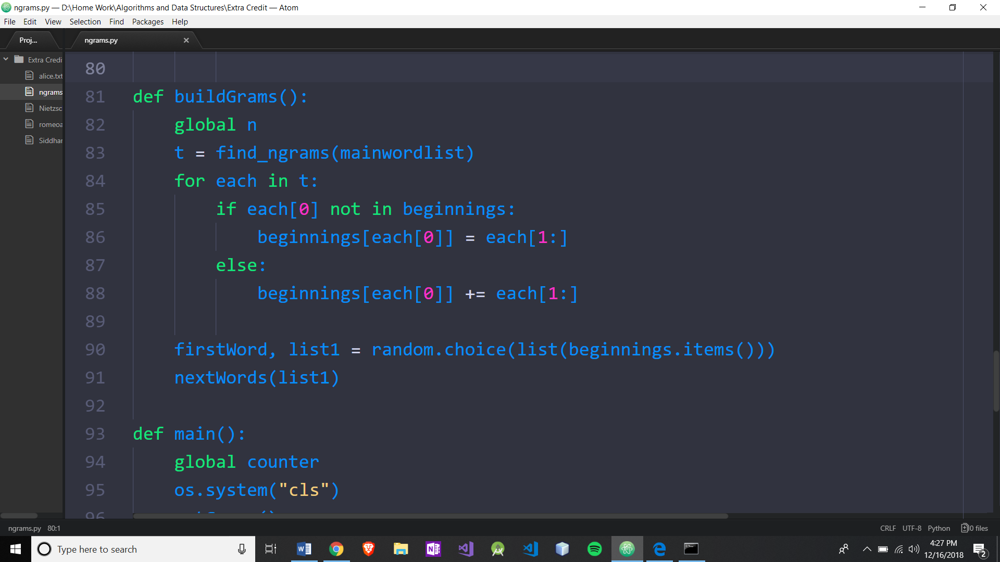 ngrams.py — D:\Home Work\Algorithms and Data Structures\Extra Credit — Atom
File Edit View Selection Find Packages Help
Proj...
ngrams.py
Extra Credi
alice.txt
ngrams
Nietzsc
romeoa
Siddhar
80
81 def buildGrams():
82 global n
83 t = find_ngrams(mainwordlist)
84 for each in t:
85 if each[0] not in beginnings:
86 beginnings[each[0]] = each[1:]
87 else:
88 beginnings[each[0]] += each[1:]
89
90 firstWord, list1 = random.choice(list(beginnings.items()))
91 nextWords(list1)
92
93 def main():
94 global counter
95 os.system("cls")
96
ngrams.py 80:1
CRLF UTF-8 Python 0 files
Type here to search
4:27 PM
12/16/2018
2